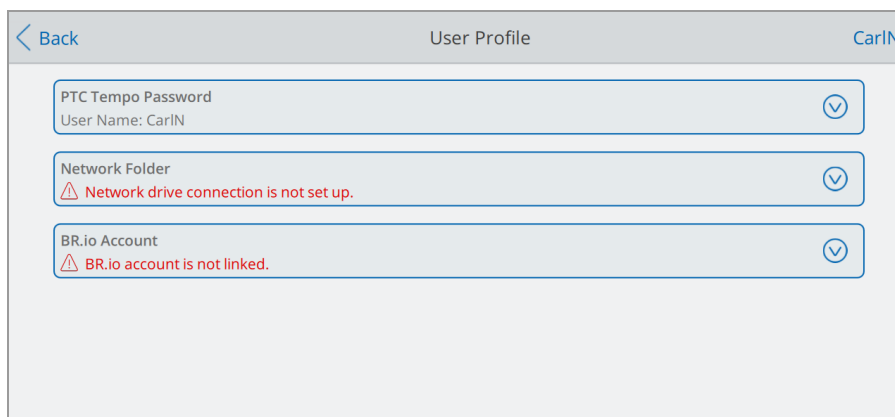 Back
User Profile
CarlN
PTC Tempo Password
User Name: CarlN
Network Folder
Network drive connection is not set up.
BR.io Account
BR.io account is not linked.